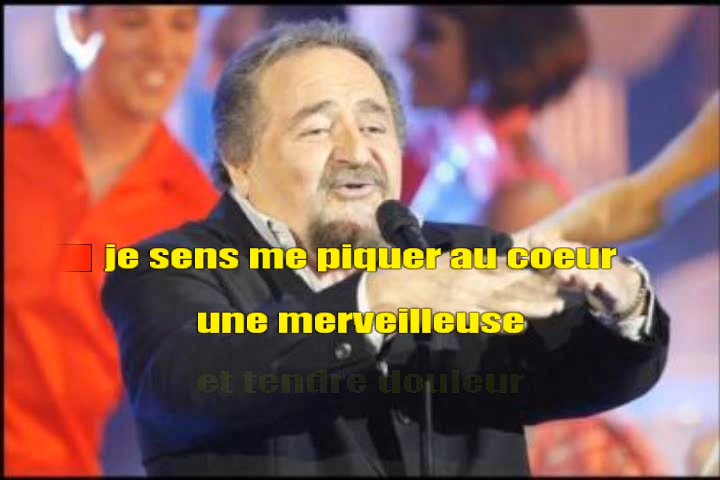 je sens me piquer au coeur
une merveilleuse
et tendre douleur